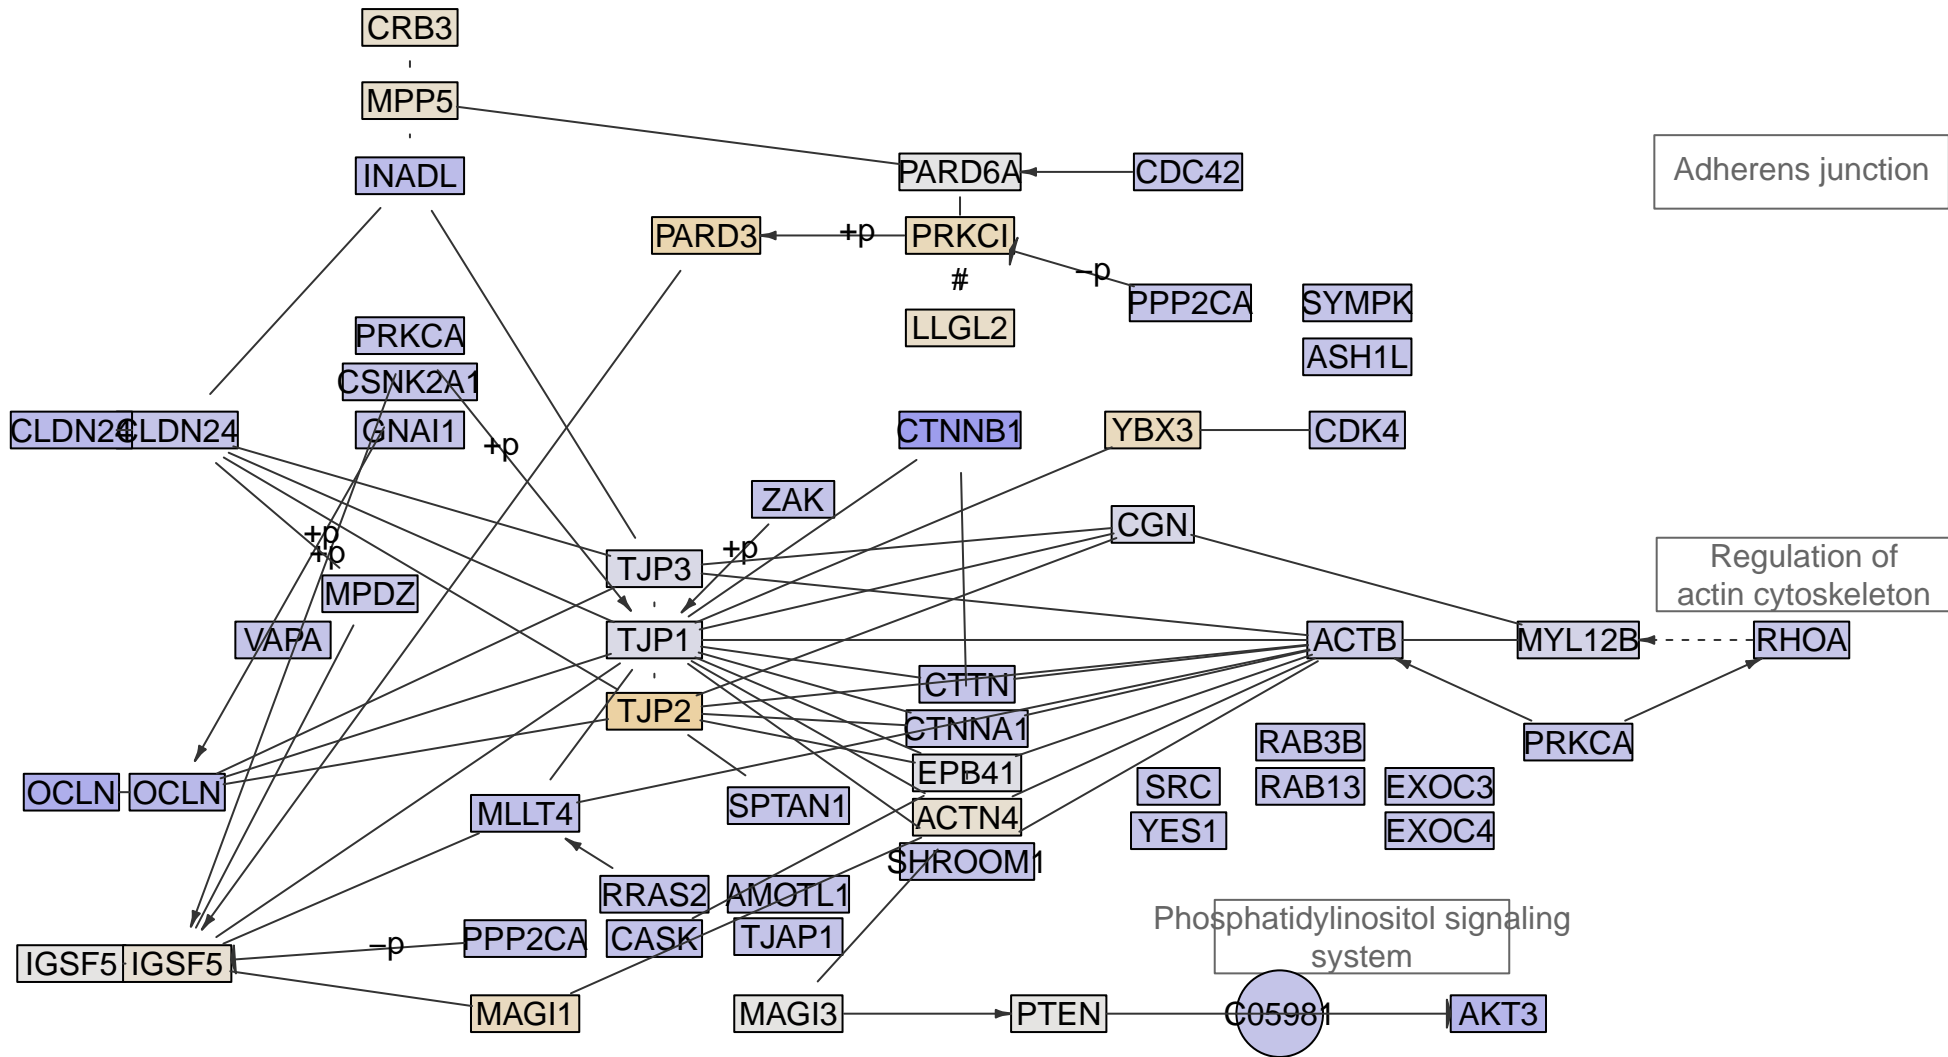 CRB3
MPP5
INADL
PARD6A
CDC42
Adherens junction
PARD3
+p
PRKCI
–p
#
PPP2CA
SYMPK
LLGL2
PRKCA
ASH1L
CSNK2A1
CLDN24
CLDN24
GNAI1
+p
CTNNB1
YBX3
CDK4
ZAK
CGN
+p
+p
+p
TJP3
Regulation of
actin cytoskeleton
MPDZ
VAPA
TJP1
ACTB
MYL12B
RHOA
CTTN
TJP2
CTNNA1
RAB3B
PRKCA
EPB41
OCLN
OCLN
SRC
RAB13
EXOC3
MLLT4
SPTAN1
ACTN4
YES1
EXOC4
SHROOM1
RRAS2
AMOTL1
Phosphatidylinositol signaling
system
–p
PPP2CA
CASK
TJAP1
IGSF5
IGSF5
MAGI1
MAGI3
PTEN
C05981
AKT3